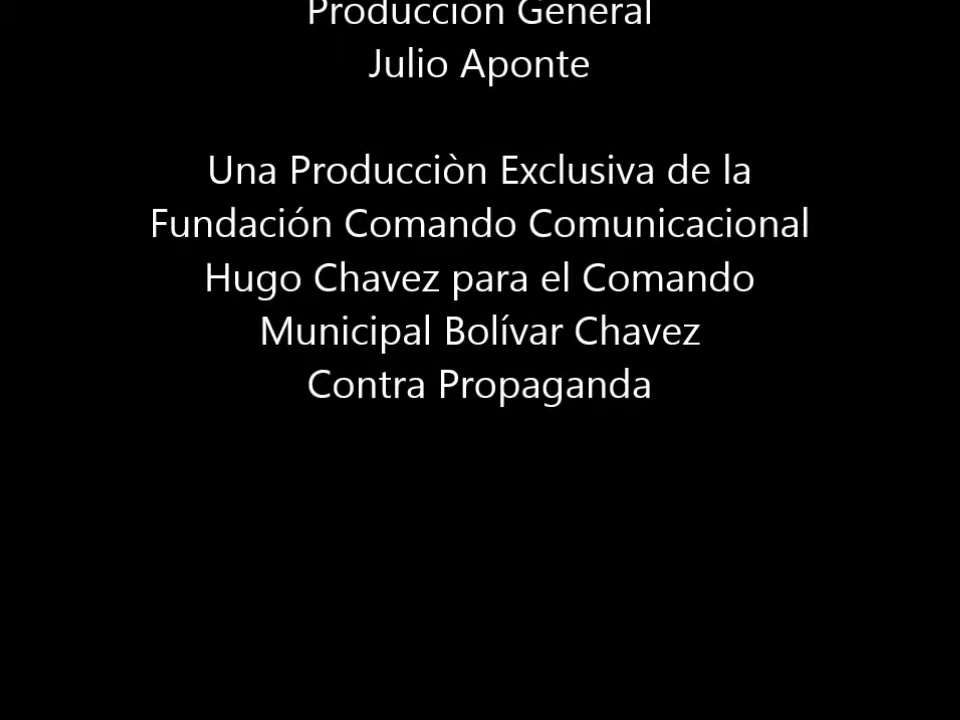 Producción General
Julio Aponte
Una Producciòn Exclusiva de la
Fundación Comando Comunicacional
Hugo Chavez para el Comando
Municipal Bolívar Chavez
Contra Propaganda